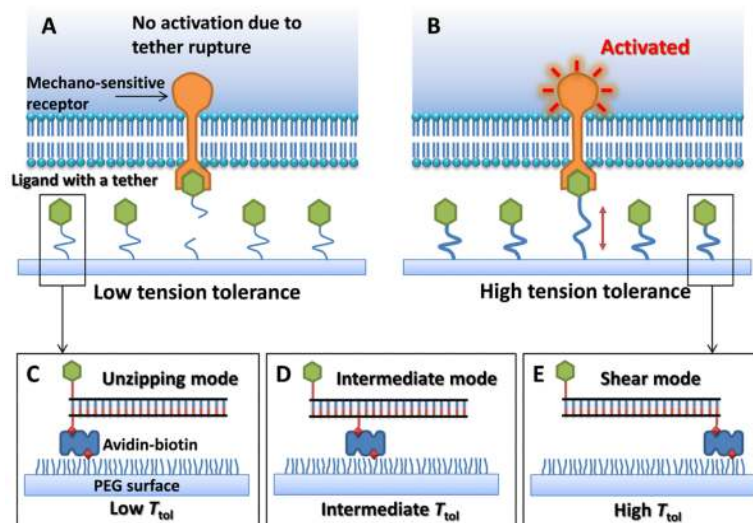 A
No activation due to
tether rupture
Mechano-sensitive
receptor
Ligand with a tether
Low tension tolerance
B
Activated
High tension tolerance
C
Unzipping mode
Avidin-biotin
PEG surface
Low Ttol
D
Intermediate mode
Intermediate Ttol
E
Shear mode
High Ttol